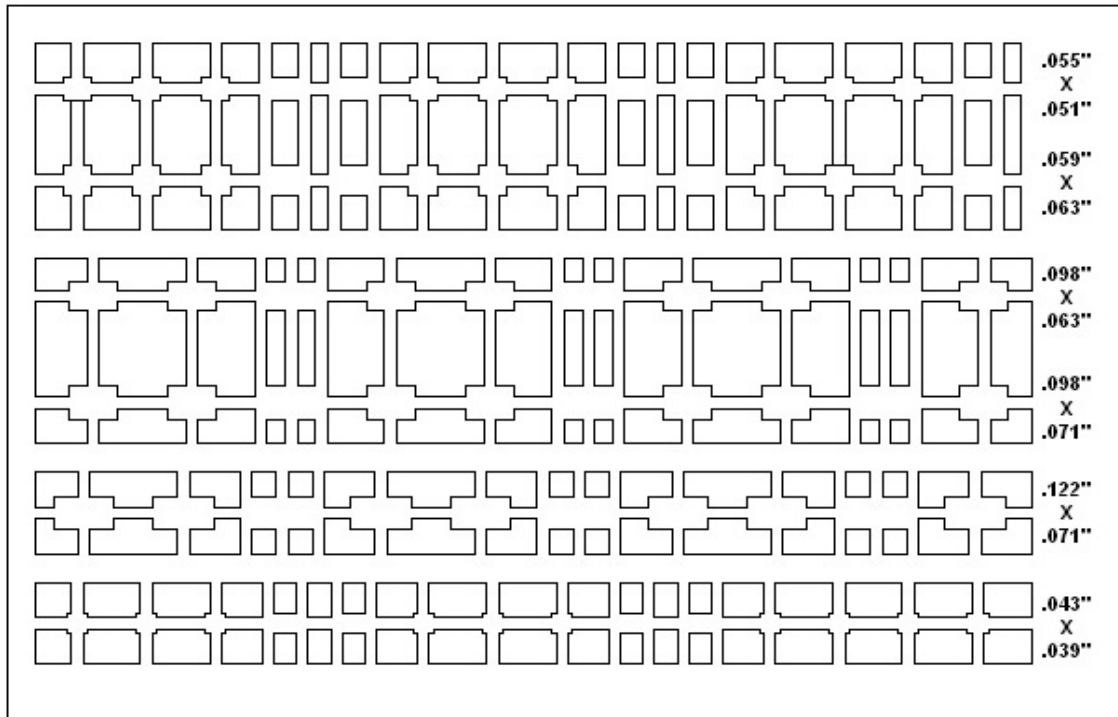 .055"
X
.051"
.059"
X
.063"
.098"
X
.063"
.098"
X
.071"
.122"
X
.071"
.043"
X
.039"